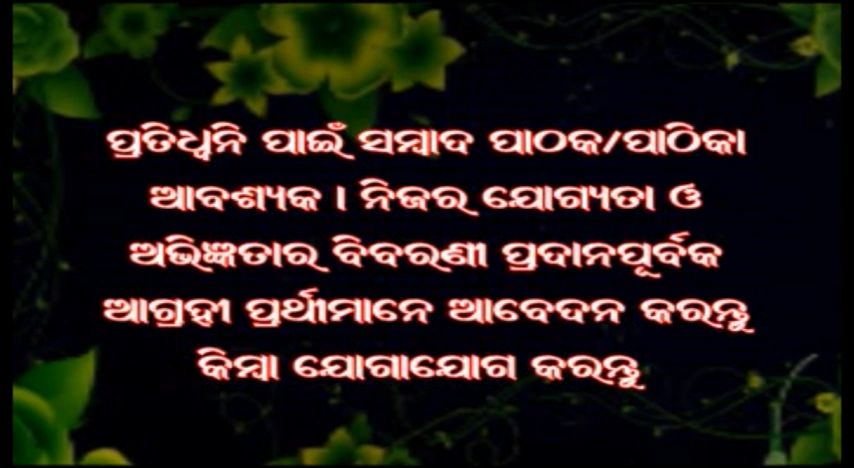 ପ୍ରତିଧ୍ୱନି ପାଇଁ ସମ୍ବାଦ ପାଠକ/ପାଠିକା
ଆବଶ୍ୟକ । ନିଜର ଯୋଗ୍ୟତା ଓ
ଅଭିଜ୍ଞତାର ବିବରଣୀ ପ୍ରଦାନପୂର୍ବକ
ଆଗ୍ରହୀ ପ୍ରର୍ଥୀମାନେ ଆବେଦନ କରନ୍ତୁ
କିମ୍ବା ଯୋଗାଯୋଗ କରନ୍ତୁ